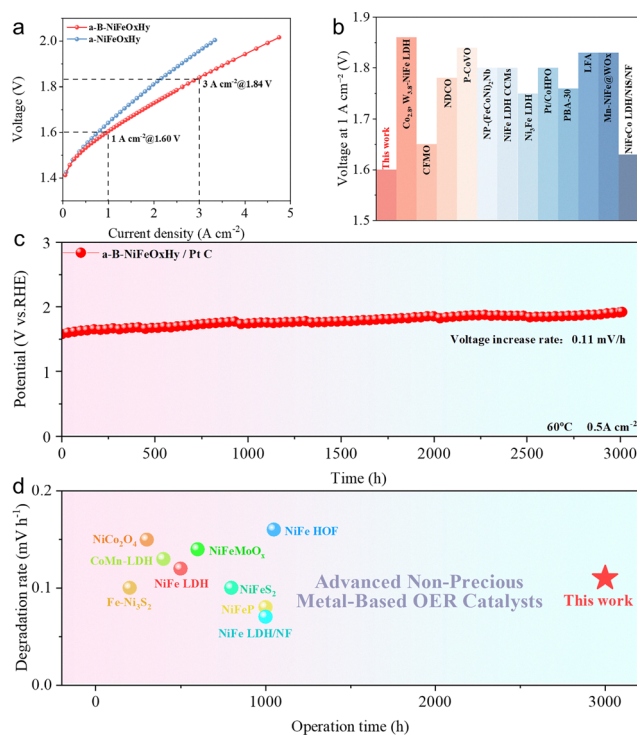 a
a-B-NiFeOxHy
a-NiFeOxHy
Voltage (V)
2.0
1.8
1.6
1.4
3 A cm⁻²@1.84 V
1 A cm⁻²@1.60 V
0 1 2 3 4 5
Current density (A cm⁻²)
b
Voltage at 1 A cm⁻² (V)
1.9
1.8
1.7
1.6
1.5
This work
Co₂.₈, W₃.₈-NiFe LDH
CFMO
NDCO
P-CoVO
NP-(FeCoNi)₂Nb
NiFe LDH CC/Ms
Ni₃Fe LDH
Pt/CoHPO
PBA-30
LFA
Mn-NiFe@WOx
NiFeCo LDH/NIS/NF
c
a-B-NiFeOxHy / Pt C
Potential (V vs.RHE)
3
2
1
0
Voltage increase rate: 0.11 mV/h
60°C 0.5A cm⁻²
0 500 1000 1500 2000 2500 3000
Time (h)
d
Degradation rate (mV h⁻¹)
0.2
0.1
0.0
NiCo₂O₄
NiFe HOF
NiFeMoOₓ
CoMn-LDH
NiFe LDH
Fe-Ni₃S₂
NiFeS₂
NiFeP
NiFe LDH/NF
Advanced Non-Precious
Metal-Based OER Catalysts
This work
0 1000 2000 3000
Operation time (h)